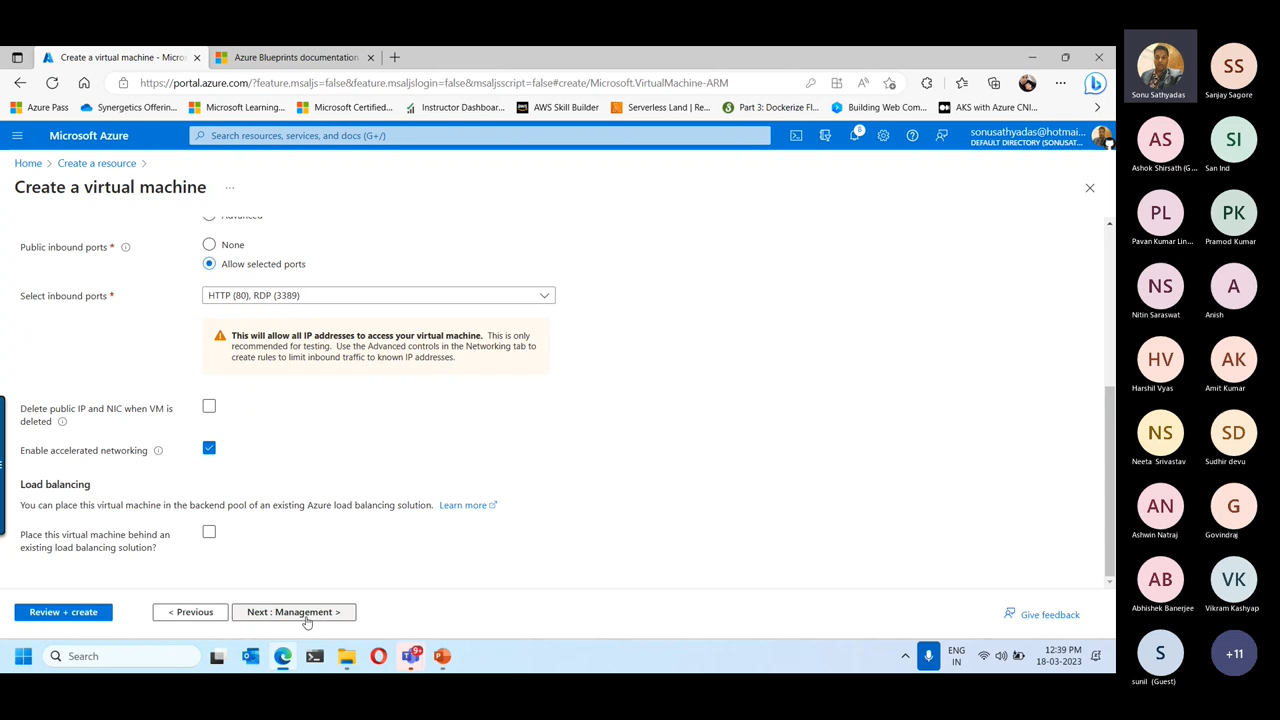 Create a virtual machine - Micros
Azure Blueprints documentation
https://portal.azure.com/?feature.msaljs=false&feature.msaljslogin=false&msaljsscript=false#create/Microsoft.VirtualMachine-ARM
Azure Pass
Synergetics Offering...
Microsoft Learning...
Microsoft Certified...
Instructor Dashboar...
AWS Skill Builder
Serverless Land | Re...
Part 3: Dockerize Fl...
Building Web Com...
AKS with Azure CNI...
Microsoft Azure
Search resources, services, and docs (G+/)
6
sonusathyadas@hotmai...
DEFAULT DIRECTORY (SONUSAT...
Home > Create a resource >
Create a virtual machine ...
Advanced
Public inbound ports *
None
Allow selected ports
Select inbound ports *
HTTP (80), RDP (3389)
This will allow all IP addresses to access your virtual machine. This is only
recommended for testing. Use the Advanced controls in the Networking tab to
create rules to limit inbound traffic to known IP addresses.
Delete public IP and NIC when VM is
deleted
Enable accelerated networking
Load balancing
You can place this virtual machine in the backend pool of an existing Azure load balancing solution. Learn more
Place this virtual machine behind an
existing load balancing solution?
Review + create
< Previous
Next : Management >
Give feedback
Search
9+
ENG
IN
12:39 PM
18-03-2023
Sonu Sathyadas
SS
Sanjay Sagore
AS
Ashok Shirsath (G...
SI
San Ind
PL
Pavan Kumar Lin...
PK
Pramod Kumar
NS
Nitin Saraswat
A
Anish
HV
Harshil Vyas
AK
Amit Kumar
NS
Neeta Srivastav
SD
Sudhir devu
AN
Ashwin Natraj
G
Govindraj
AB
Abhishek Banerjee
VK
Vikram Kashyap
S
sunil (Guest)
+11